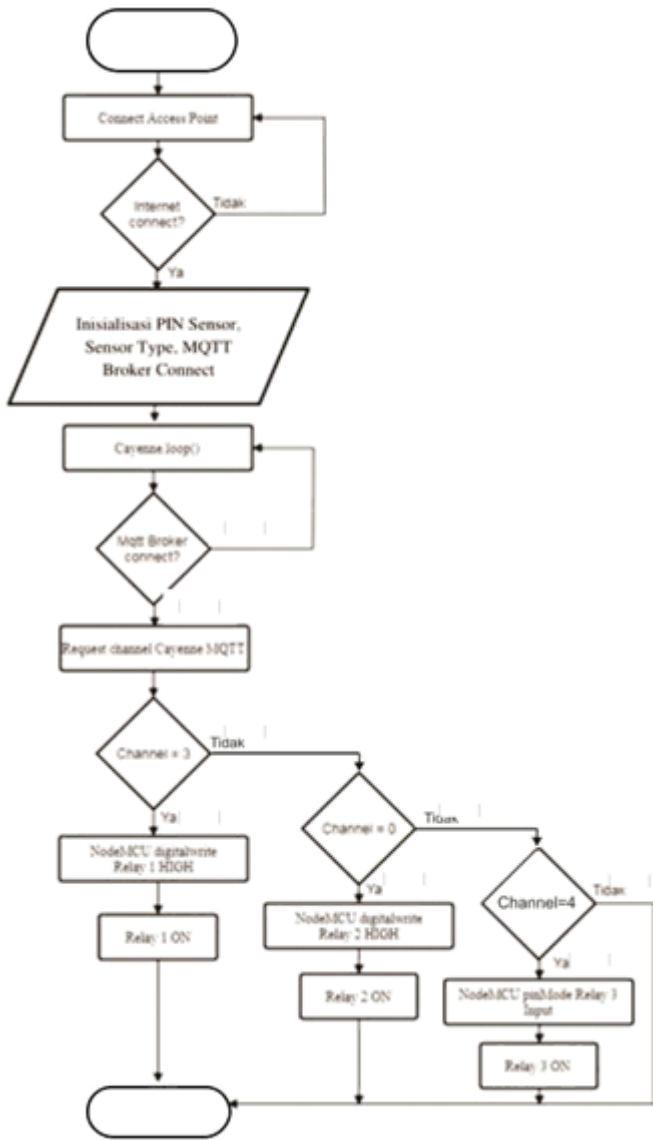 Connect Access Point
Internet
connect?
Tidak
Ya
Inisialisasi PIN Sensor,
Sensor Type, MQTT
Broker Connect
Cayenne.loop()
Mqtt Broker
connect?
Request channel Cayenne MQTT
Channel = 3
Tidak
Ya
NodeMCU digitalwrite
Relay 1 HIGH
Relay 1 ON
Channel = 0
Tidak
Ya
NodeMCU digitalwrite
Relay 2 HIGH
Relay 2 ON
Channel=4
Tidak
Ya
NodeMCU pinMode Relay 3
Input
Relay 3 ON